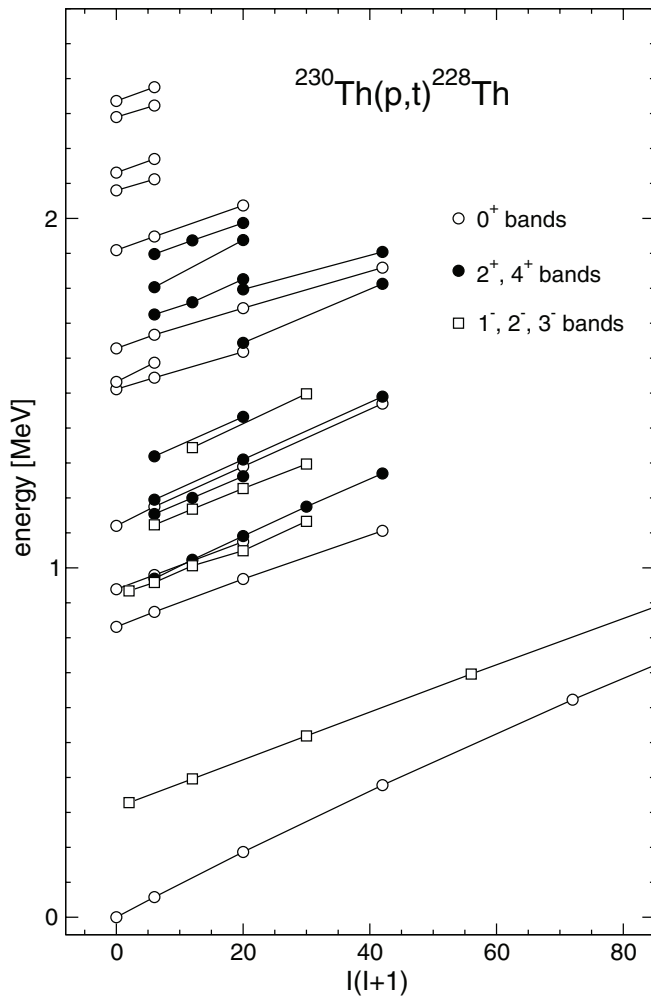 ²³⁰Th(p,t)²²⁸Th
0⁺ bands
2⁺, 4⁺ bands
1⁻, 2⁻, 3⁻ bands
energy [MeV]
2
1
0
0 20 40 60 80
I(I+1)